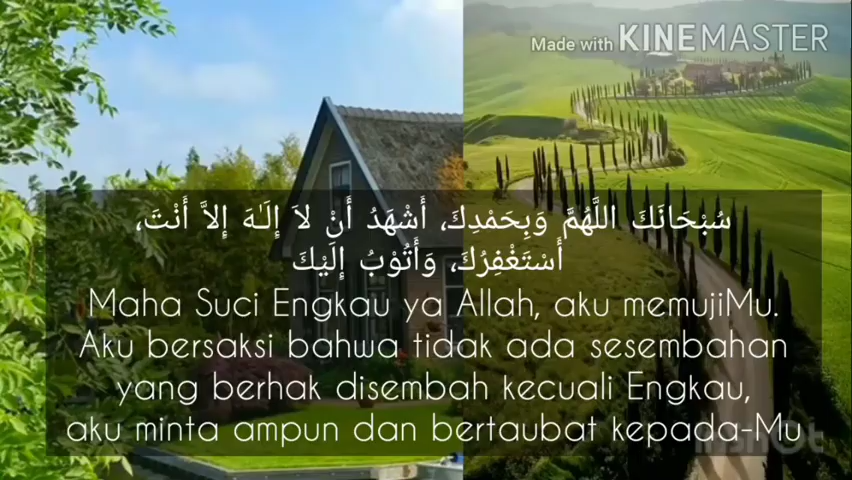 Made with KINEMASTER
سُبْحَانَكَ اللَّهُمَّ وَبِحَمْدِكَ، أَشْهَدُ أَنْ لاَ إِلَـٰهَ إِلاَّ أَنْتَ،
أَسْتَغْفِرُكَ، وَأَتُوْبُ إِلَيْكَ
Maha Suci Engkau ya Allah, aku memujiMu.
Aku bersaksi bahwa tidak ada sesembahan
yang berhak disembah kecuali Engkau,
aku minta ampun dan bertaubat kepada-Mu